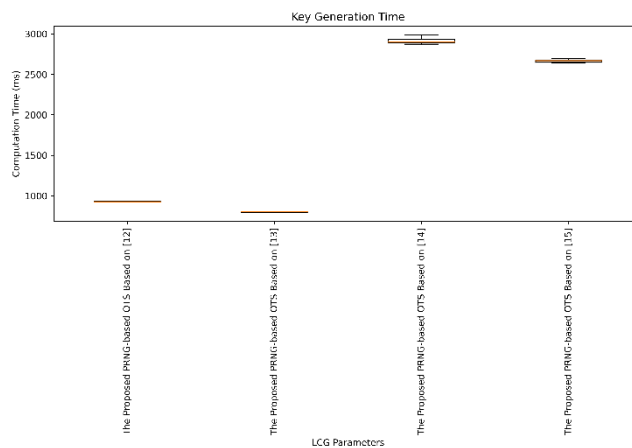 Key Generation Time
Computation Time (ms)
3000
2500
2000
1500
1000
The Proposed PRNG-based OTS Based on [12]
The Proposed PRNG-based OTS Based on [13]
The Proposed PRNG-based OTS Based on [14]
The Proposed PRNG-based OTS Based on [15]
LCG Parameters